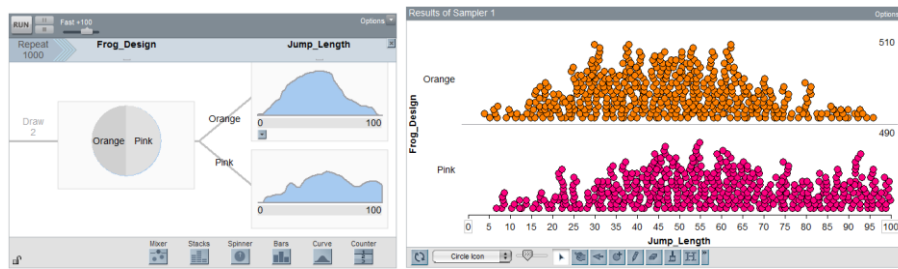 RUN
Fast +100
Options
Repeat
1000
Frog_Design
Jump_Length
Draw
2
Orange Pink
Orange
Pink
0 100
0 100
Mixer Stacks Spinner Bars Curve Counter
Results of Sampler 1
Options
510
Orange
490
Pink
Frog_Design
0 5 10 15 20 25 30 35 40 45 50 55 60 65 70 75 80 85 90 95 100
Jump_Length
Circle Icon